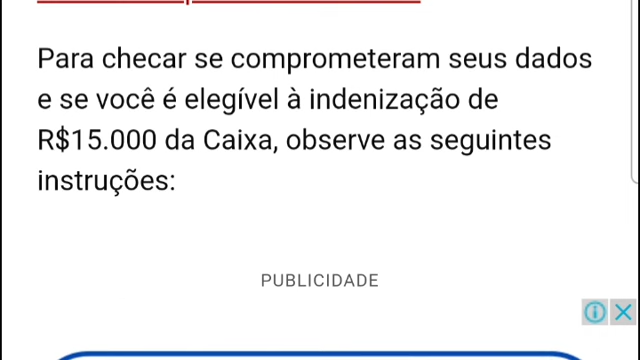 Para checar se comprometeram seus dados
e se você é elegível à indenização de
R$15.000 da Caixa, observe as seguintes
instruções:
PUBLICIDADE